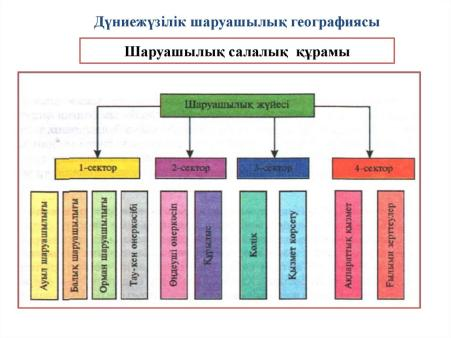 Дүниежүзілік шаруашылық географиясы
Шаруашылық салалық құрамы
Шаруашылық жүйесі
1-сектор
2-сектор
3-сектор
4-сектор
Ауыл шаруашылығы
Балық шаруашылығы
Орман шаруашылығы
Тау-кен өнеркәсібі
Өңдеуші өнеркәсіп
Құрылыс
Көлік
Қызмет көрсету
Ақпараттық қызмет
Ғылыми зерттеулер